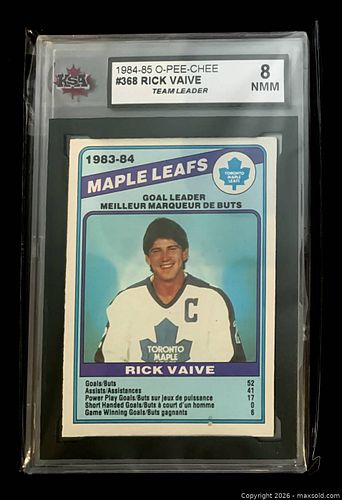 KSA
1984-85 O-PEE-CHEE
#368 RICK VAIVE
TEAM LEADER
8
NMM
1983-84
MAPLE LEAFS
TORONTO
MAPLE
LEAFS
GOAL LEADER
MEILLEUR MARQUEUR DE BUTS
C
TORONTO
MAPLE
RICK VAIVE
Goals/Buts 52
Assists/Assistances 41
Power Play Goals/Buts sur jeux de puissance 17
Short Handed Goals/Buts à court d'un homme 0
Game Winning Goals/Buts gagnants 6
Copyright 2026 - maxsold.com